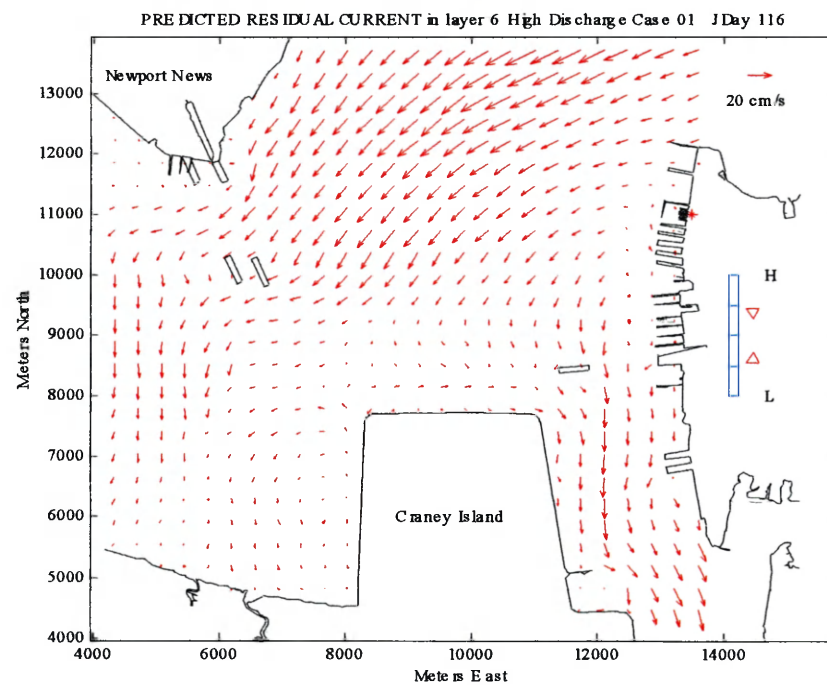 PREDICTED RESIDUAL CURRENT in layer 6 High Discharge Case 01 JDay 116
Newport News
20 cm/s
13000
12000
11000
10000
9000
8000
7000
6000
5000
4000
Meters North
H
L
Craney Island
4000 6000 8000 10000 12000 14000
Meters East